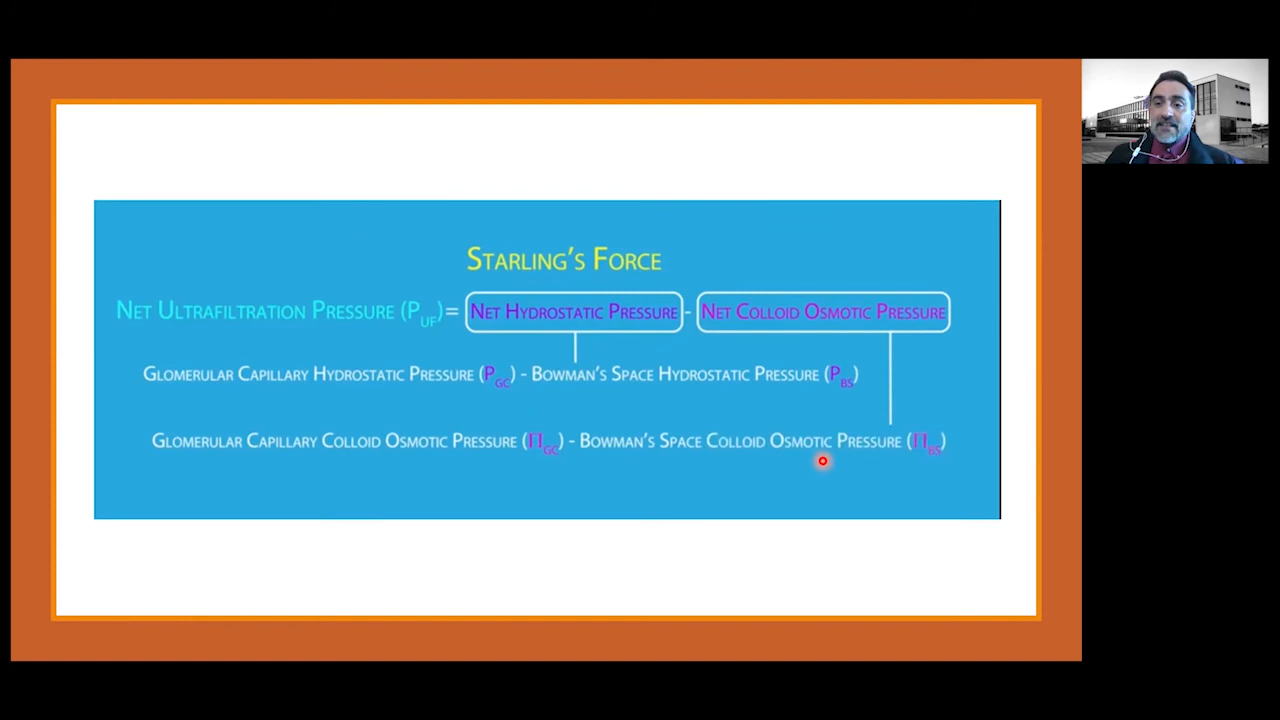 Starling's Force
Net Ultrafiltration Pressure (PUF)= Net Hydrostatic Pressure - Net Colloid Osmotic Pressure
Glomerular Capillary Hydrostatic Pressure (PGC) - Bowman's Space Hydrostatic Pressure (PBS)
Glomerular Capillary Colloid Osmotic Pressure (ΠGC) - Bowman's Space Colloid Osmotic Pressure (ΠBS)